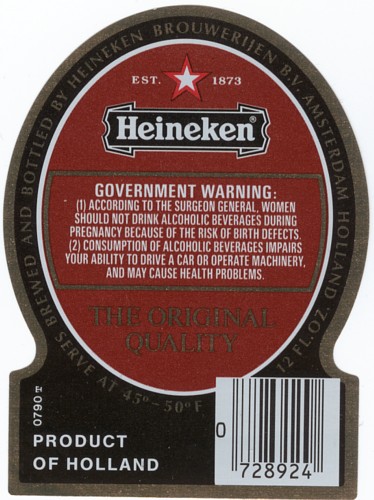 BREWED AND BOTTLED BY HEINEKEN BROUWERIJEN B.V. AMSTERDAM HOLLAND 12 FL.OZ.
EST. 1873
Heineken®
GOVERNMENT WARNING:
(1) ACCORDING TO THE SURGEON GENERAL, WOMEN
SHOULD NOT DRINK ALCOHOLIC BEVERAGES DURING
PREGNANCY BECAUSE OF THE RISK OF BIRTH DEFECTS.
(2) CONSUMPTION OF ALCOHOLIC BEVERAGES IMPAIRS
YOUR ABILITY TO DRIVE A CAR OR OPERATE MACHINERY,
AND MAY CAUSE HEALTH PROBLEMS.
THE ORIGINAL
QUALITY
SERVE AT 45°-50°F
0790
PRODUCT
OF HOLLAND
0
728924